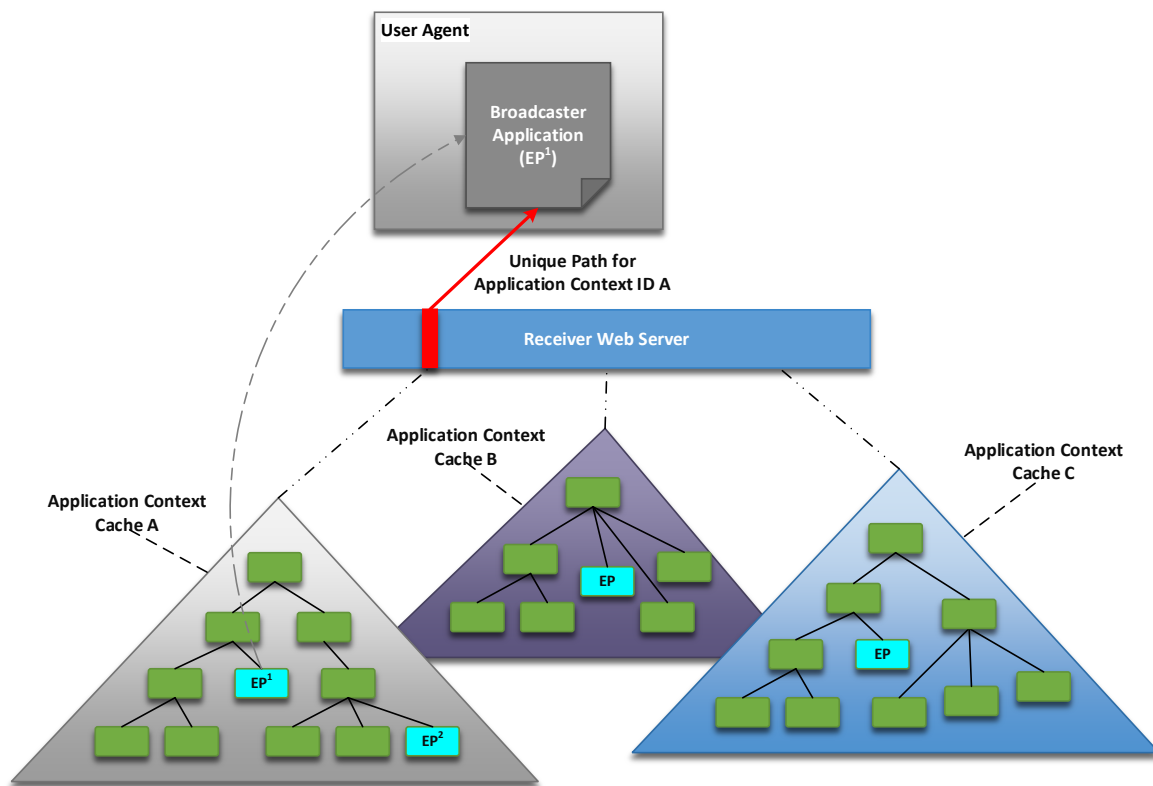 User Agent
Broadcaster
Application
(EP¹)
Unique Path for
Application Context ID A
Receiver Web Server
Application Context
Cache B
Application Context
Cache C
Application Context
Cache A
EP
EP
EP¹
EP²